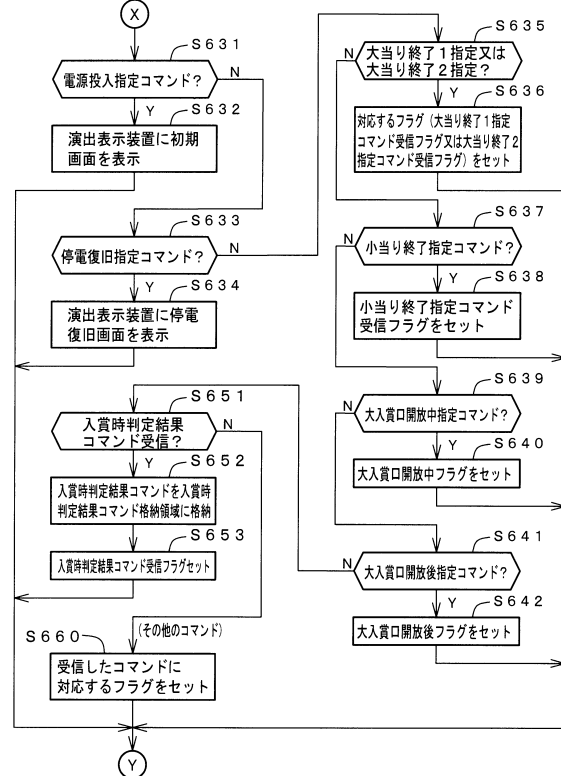 X
S631
電源投入指定コマンド？
N
Y
S632
演出表示装置に初期
画面を表示
S633
停電復旧指定コマンド？
N
Y
S634
演出表示装置に停電
復旧画面を表示
S635
大当り終了1指定又は
大当り終了2指定？
N
Y
S636
対応するフラグ（大当り終了1指定
コマンド受信フラグ又は大当り終了2
指定コマンド受信フラグ）をセット
S637
小当り終了指定コマンド？
N
Y
S638
小当り終了指定コマンド
受信フラグをセット
S639
大入賞口開放中指定コマンド？
N
Y
S640
大入賞口開放中フラグをセット
S641
大入賞口開放後指定コマンド？
N
Y
S642
大入賞口開放後フラグをセット
S651
入賞時判定結果
コマンド受信？
N
Y
S652
入賞時判定結果コマンドを入賞時
判定結果コマンド格納領域に格納
S653
入賞時判定結果コマンド受信フラグセット
（その他のコマンド）
S660
受信したコマンドに
対応するフラグをセット
Y